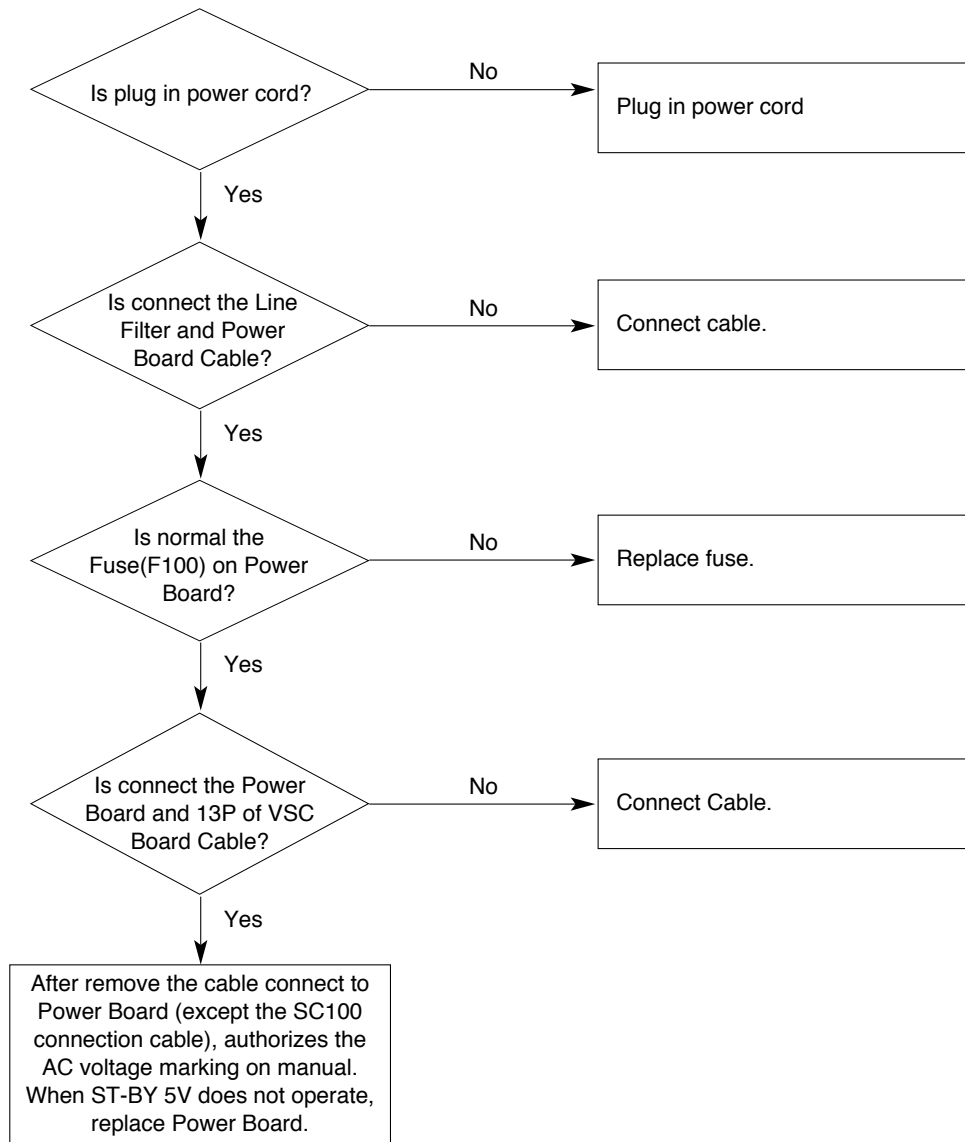 Is plug in power cord?
No
Plug in power cord
Yes
Is connect the Line
Filter and Power
Board Cable?
No
Connect cable.
Yes
Is normal the
Fuse(F100) on Power
Board?
No
Replace fuse.
Yes
Is connect the Power
Board and 13P of VSC
Board Cable?
No
Connect Cable.
Yes
After remove the cable connect to
Power Board (except the SC100
connection cable), authorizes the
AC voltage marking on manual.
When ST-BY 5V does not operate,
replace Power Board.